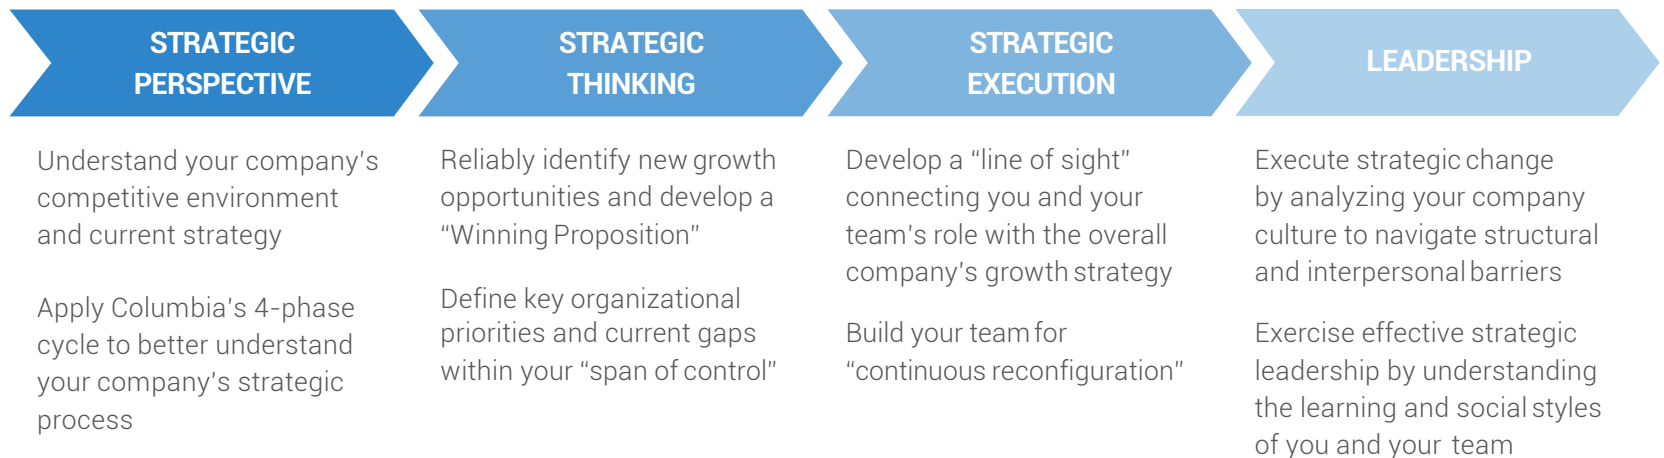 STRATEGIC
PERSPECTIVE
Understand your company's
competitive environment
and current strategy
Apply Columbia's 4-phase
cycle to better understand
your company's strategic
process
STRATEGIC
THINKING
Reliably identify new growth
opportunities and develop a
“Winning Proposition”
Define key organizational
priorities and current gaps
within your “span of control”
STRATEGIC
EXECUTION
Develop a “line of sight”
connecting you and your
team's role with the overall
company's growth strategy
Build your team for
“continuous reconfiguration”
LEADERSHIP
Execute strategic change
by analyzing your company
culture to navigate structural
and interpersonal barriers
Exercise effective strategic
leadership by understanding
the learning and social styles
of you and your team